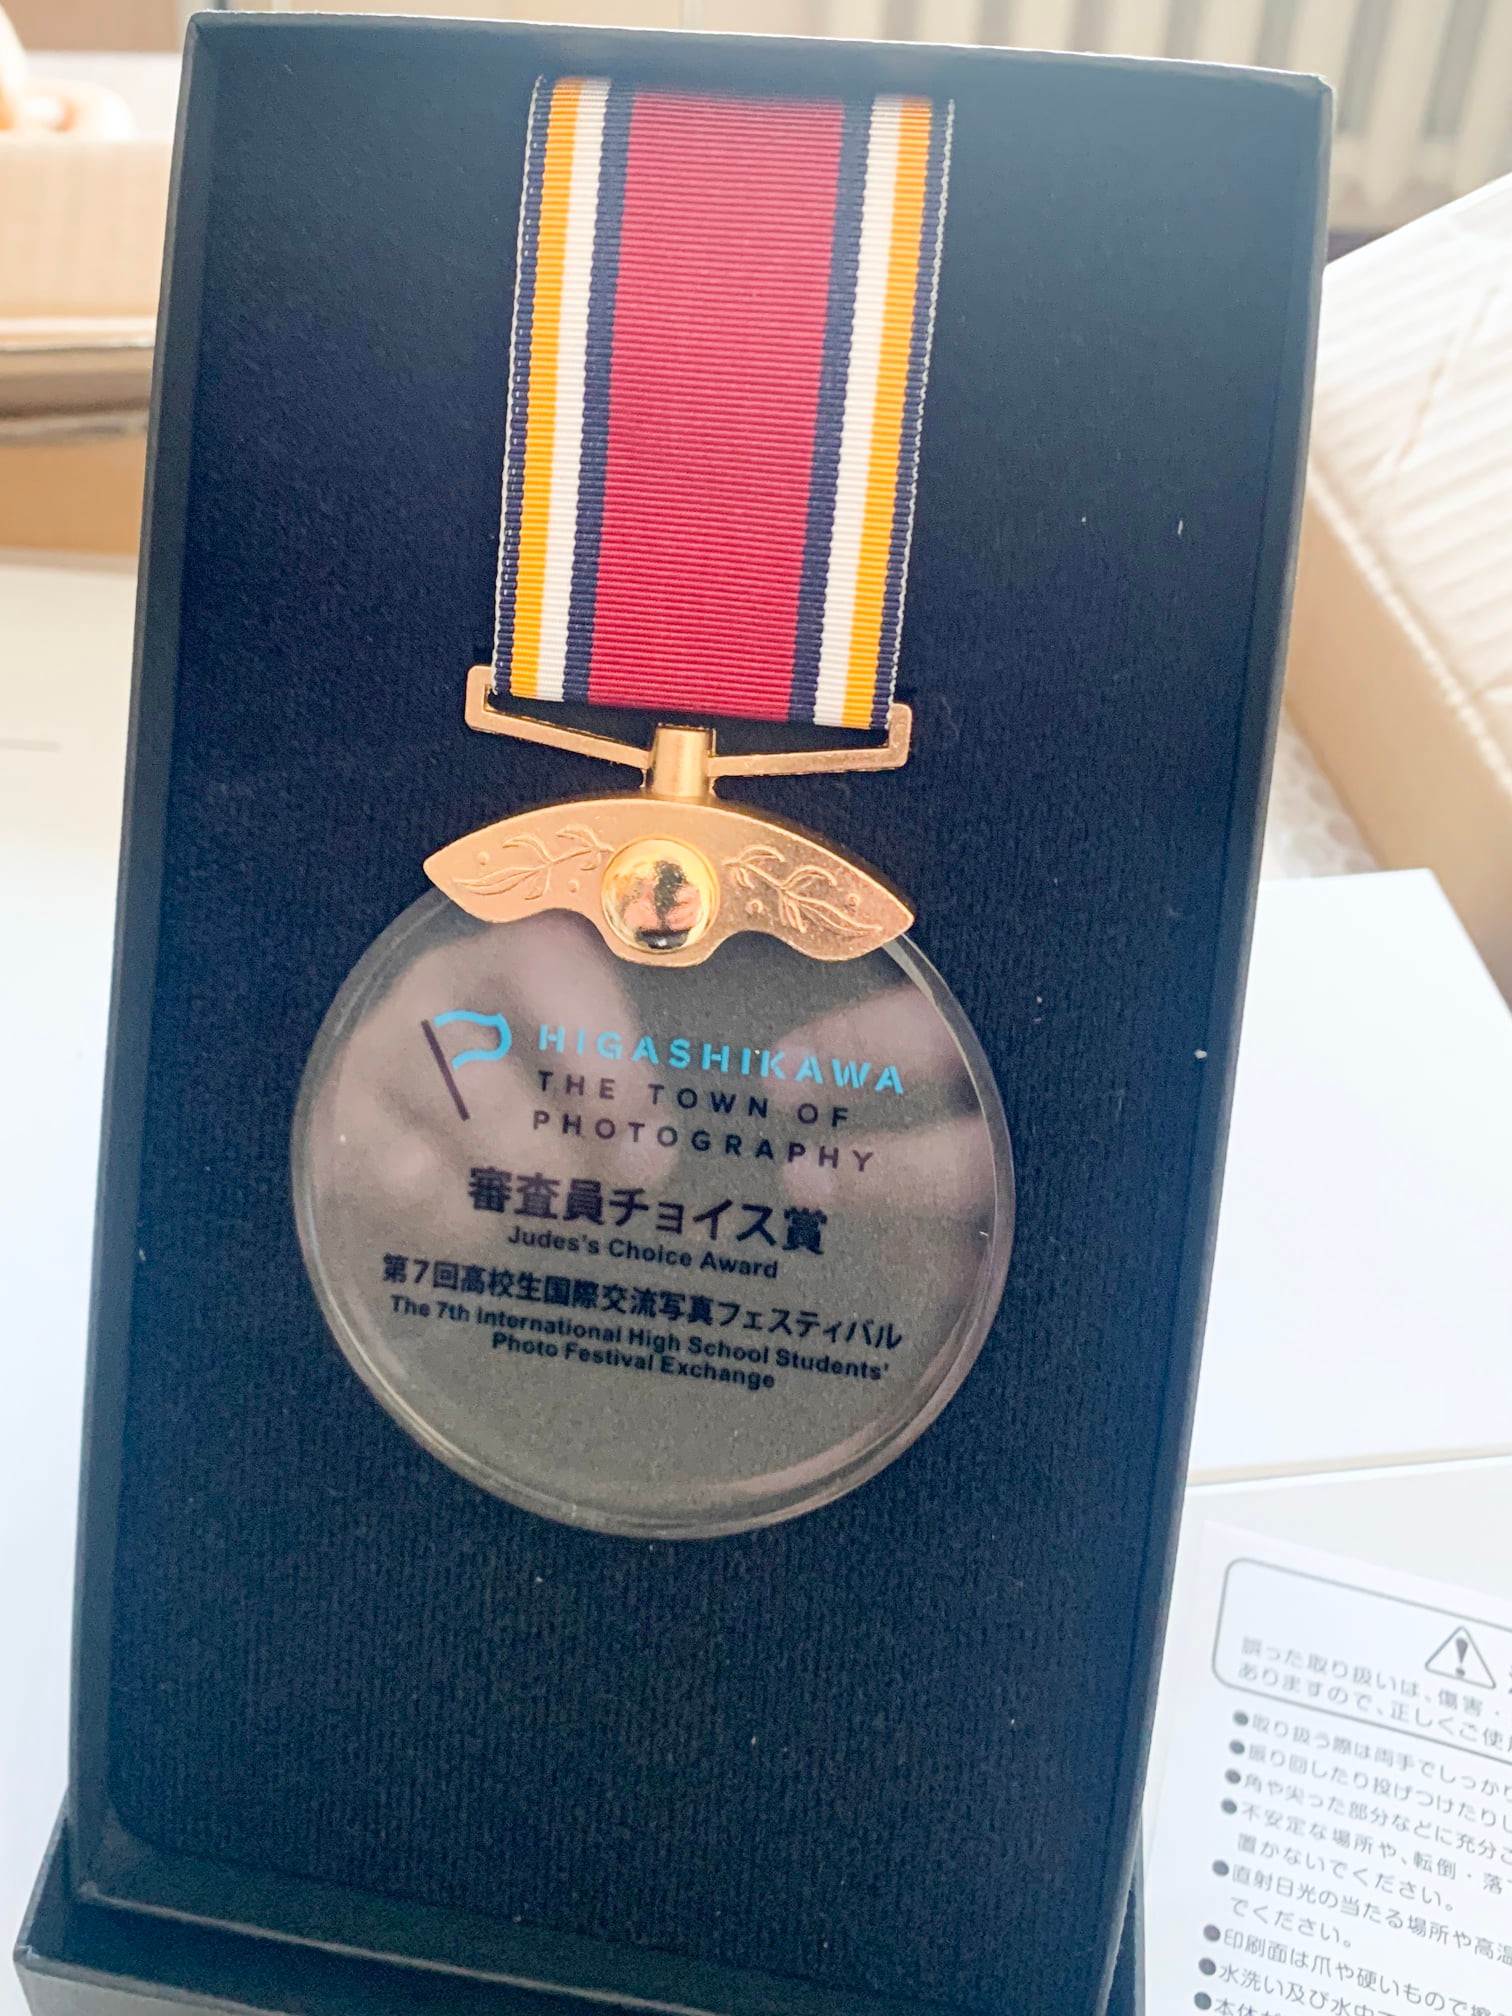 HIGASHIKAWA
THE TOWN OF
PHOTOGRAPHY
審査員チョイス賞
Judes's Choice Award
第7回高校生国際交流写真フェスティバル
The 7th International High School Students'
Photo Festival Exchange
誤った取り扱いは、傷害・
ありますので、正しくご使
●取り扱う際は両手でしっかり
●振り回したり投げつけたりし
●角や尖った部分などに充分
●不安定な場所や、転倒・落
置かないでください。
●直射日光の当たる場所や高温
でください。
●印刷面は爪や硬いもので
●水洗い及び水中
●本体